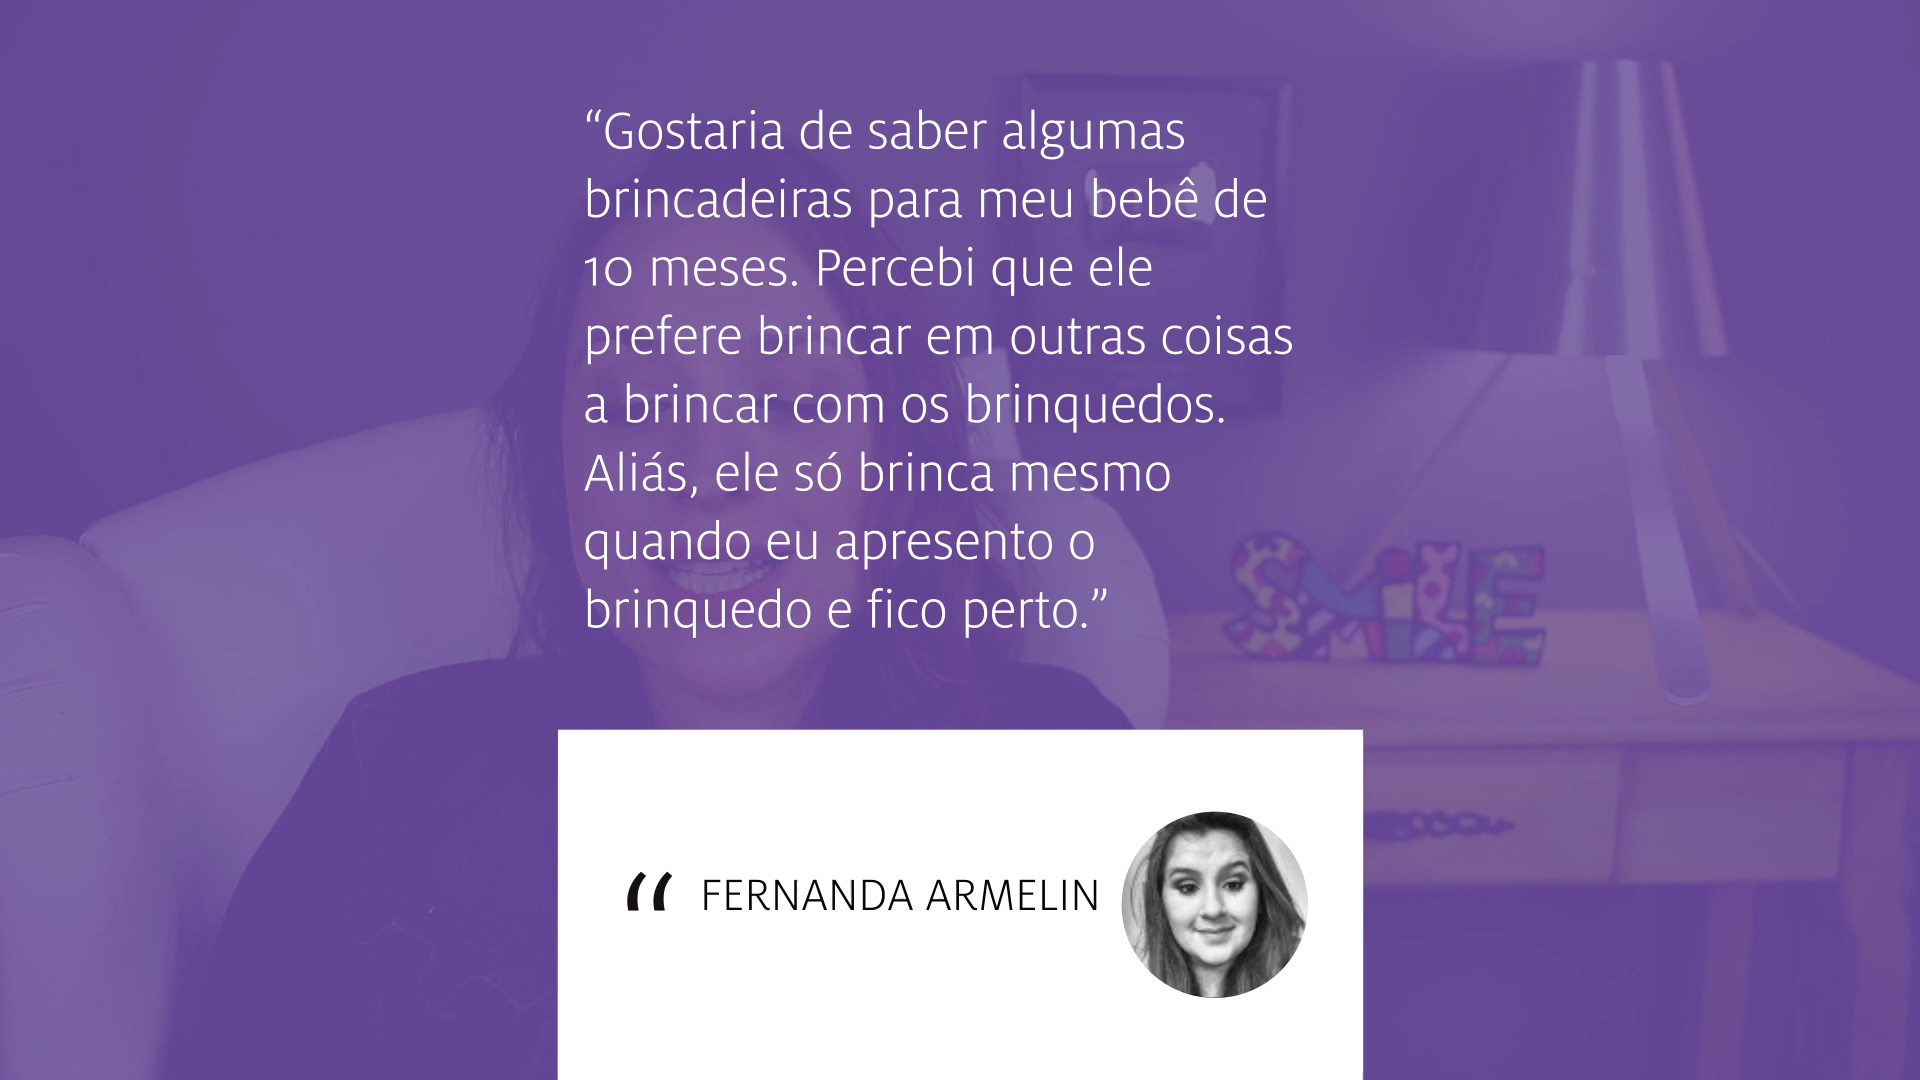 “Gostaria de saber algumas
brincadeiras para meu bebê de
10 meses. Percebi que ele
prefere brincar em outras coisas
a brincar com os brinquedos.
Aliás, ele só brinca mesmo
quando eu apresento o
brinquedo e fico perto.”
SMILE
“ FERNANDA ARMELIN